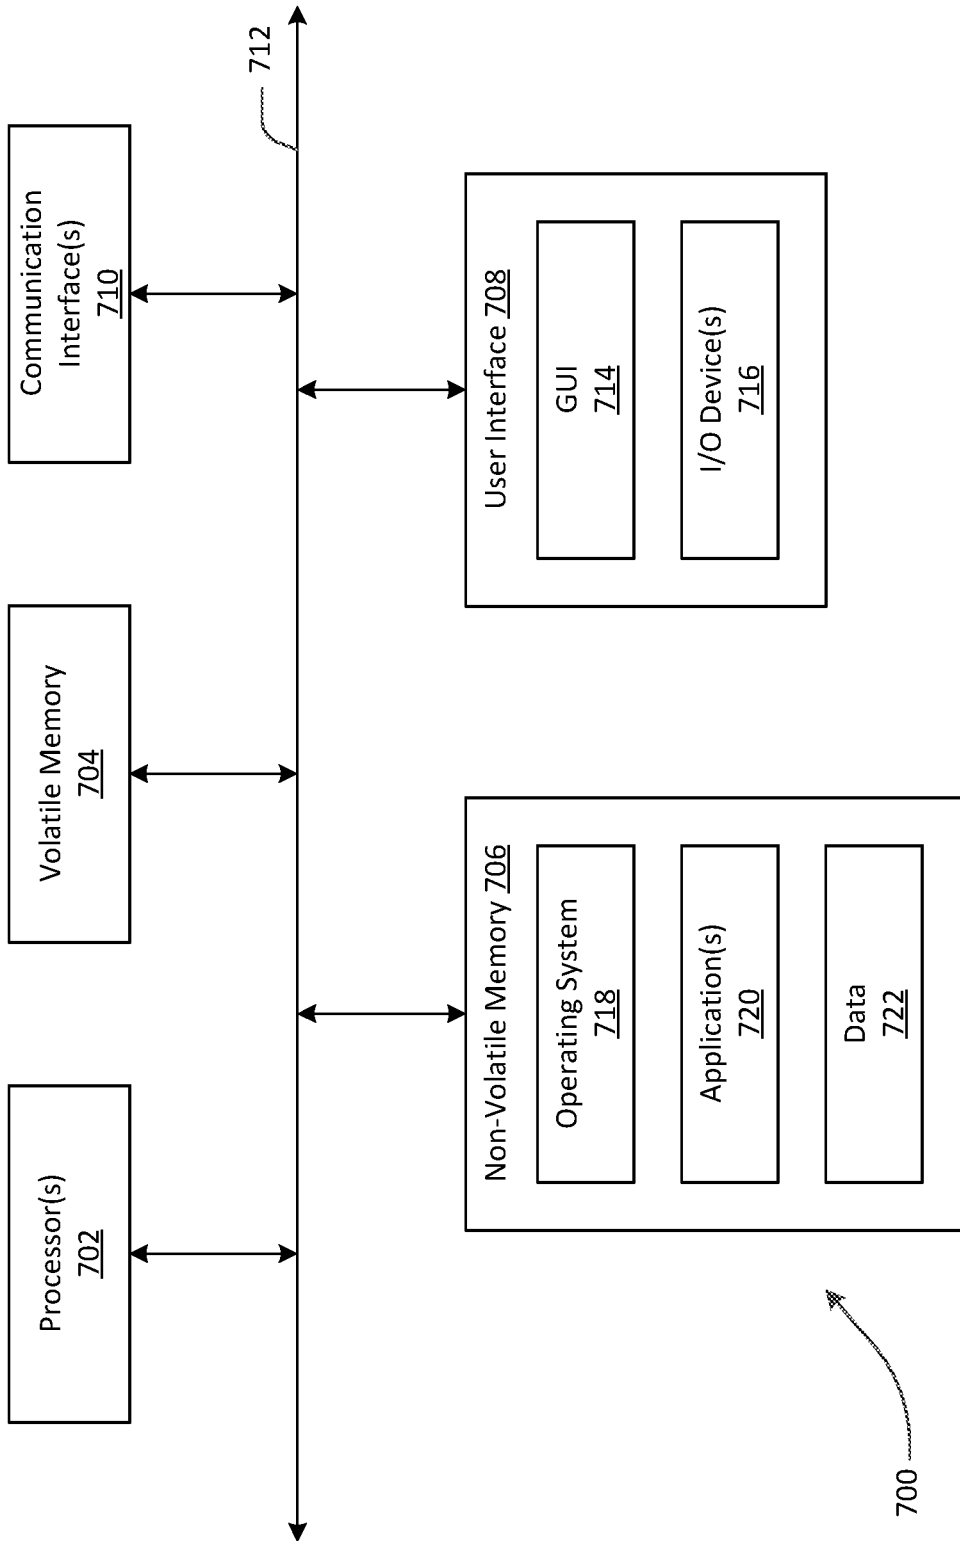 Processor(s)
702
Volatile Memory
704
Communication
Interface(s)
710
712
Non-Volatile Memory 706
Operating System
718
Application(s)
720
Data
722
User Interface 708
GUI
714
I/O Device(s)
716
700